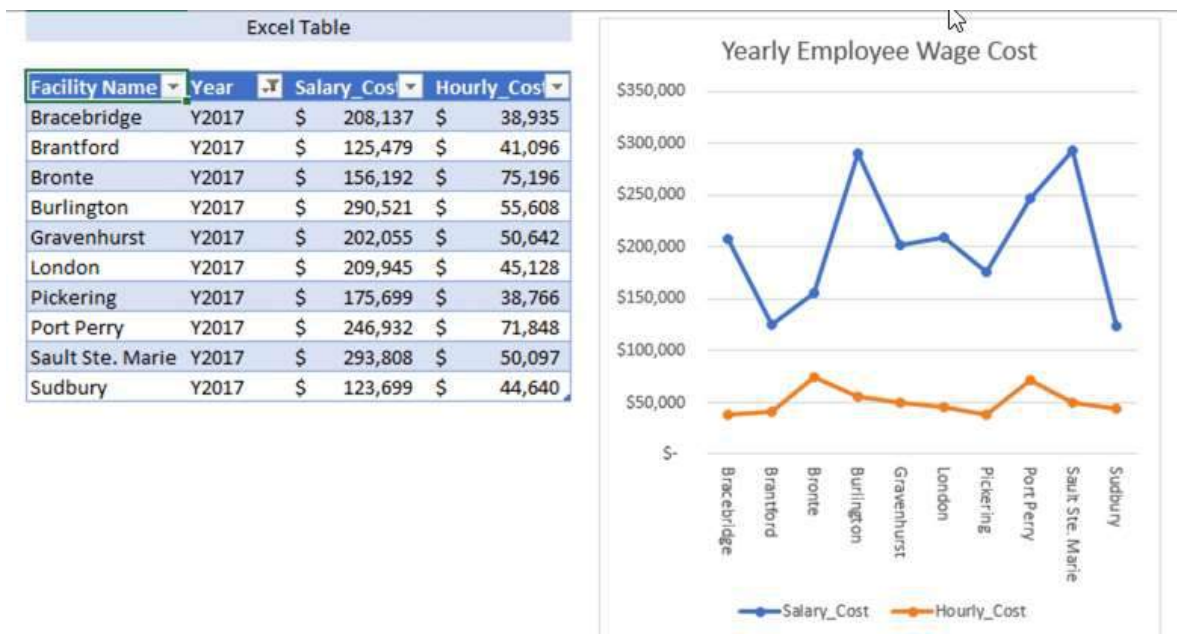 Excel Table
Facility Name Year Salary_Cos Hourly_Cos
Bracebridge Y2017 $ 208,137 $ 38,935
Brantford Y2017 $ 125,479 $ 41,096
Bronte Y2017 $ 156,192 $ 75,196
Burlington Y2017 $ 290,521 $ 55,608
Gravenhurst Y2017 $ 202,055 $ 50,642
London Y2017 $ 209,945 $ 45,128
Pickering Y2017 $ 175,699 $ 38,766
Port Perry Y2017 $ 246,932 $ 71,848
Sault Ste. Marie Y2017 $ 293,808 $ 50,097
Sudbury Y2017 $ 123,699 $ 44,640
Yearly Employee Wage Cost
$350,000
$300,000
$250,000
$200,000
$150,000
$100,000
$50,000
$-
Bracebridge
Brantford
Bronte
Burlington
Gravenhurst
London
Pickering
Port Perry
Sault Ste. Marie
Sudbury
Salary_Cost Hourly_Cost